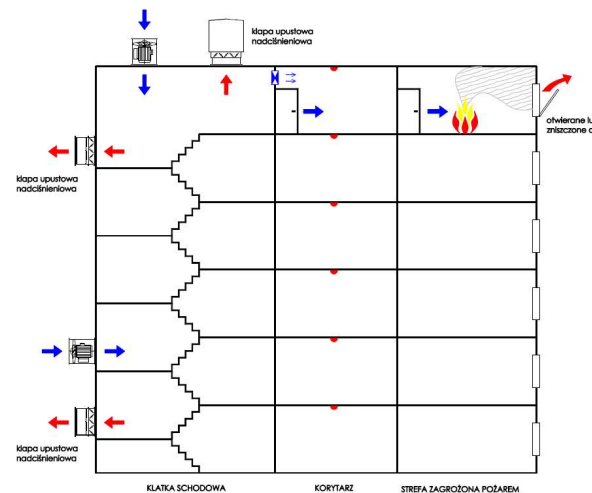 klapa upustowa
nadciśnieniowa
otwierane lu
zniszczone o
klapa upustowa
nadciśnieniowa
klapa upustowa
nadciśnieniowa
KLATKA SCHODOWA
KORYTARZ
STREFA ZAGROŻONA POŻAREM